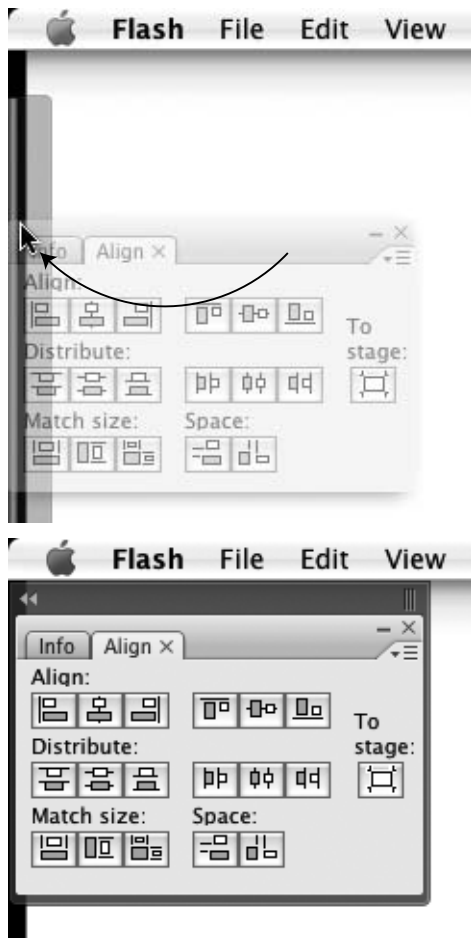 Flash File Edit View
Info Align ×
Align:
To
Distribute: stage:
Match size: Space:
Flash File Edit View
Info Align ×
Align:
To
Distribute: stage:
Match size: Space: